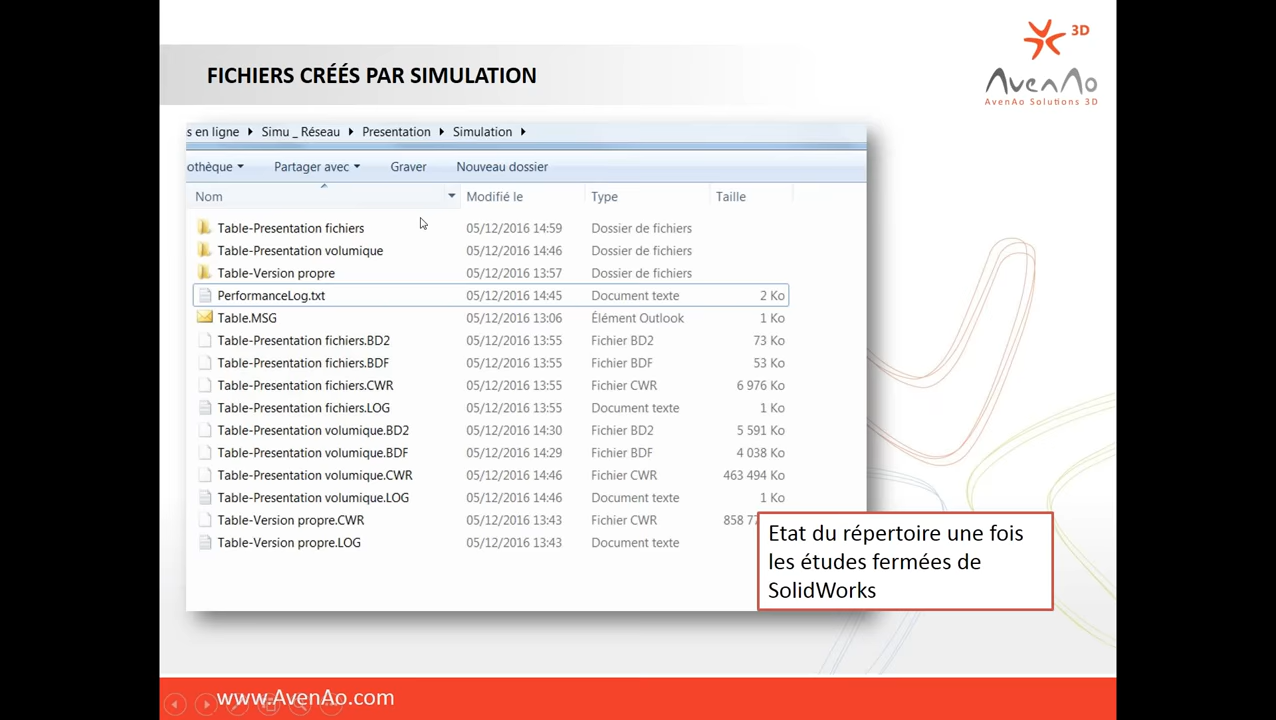 3D
AvenAo
AvenAo Solutions 3D
FICHIERS CRÉÉS PAR SIMULATION
s en ligne Simu _ Réseau Presentation Simulation
othèque Partager avec Graver Nouveau dossier
Nom Modifié le Type Taille
Table-Presentation fichiers 05/12/2016 14:59 Dossier de fichiers
Table-Presentation volumique 05/12/2016 14:46 Dossier de fichiers
Table-Version propre 05/12/2016 13:57 Dossier de fichiers
PerformanceLog.txt 05/12/2016 14:45 Document texte 2 Ko
Table.MSG 05/12/2016 13:06 Élément Outlook 1 Ko
Table-Presentation fichiers.BD2 05/12/2016 13:55 Fichier BD2 73 Ko
Table-Presentation fichiers.BDF 05/12/2016 13:55 Fichier BDF 53 Ko
Table-Presentation fichiers.CWR 05/12/2016 13:55 Fichier CWR 6 976 Ko
Table-Presentation fichiers.LOG 05/12/2016 13:55 Document texte 1 Ko
Table-Presentation volumique.BD2 05/12/2016 14:30 Fichier BD2 5 591 Ko
Table-Presentation volumique.BDF 05/12/2016 14:29 Fichier BDF 4 038 Ko
Table-Presentation volumique.CWR 05/12/2016 14:46 Fichier CWR 463 494 Ko
Table-Presentation volumique.LOG 05/12/2016 14:46 Document texte 1 Ko
Table-Version propre.CWR 05/12/2016 13:43 Fichier CWR 858
Table-Version propre.LOG 05/12/2016 13:43 Document texte
Etat du répertoire une fois
les études fermées de
SolidWorks
www.AvenAo.com